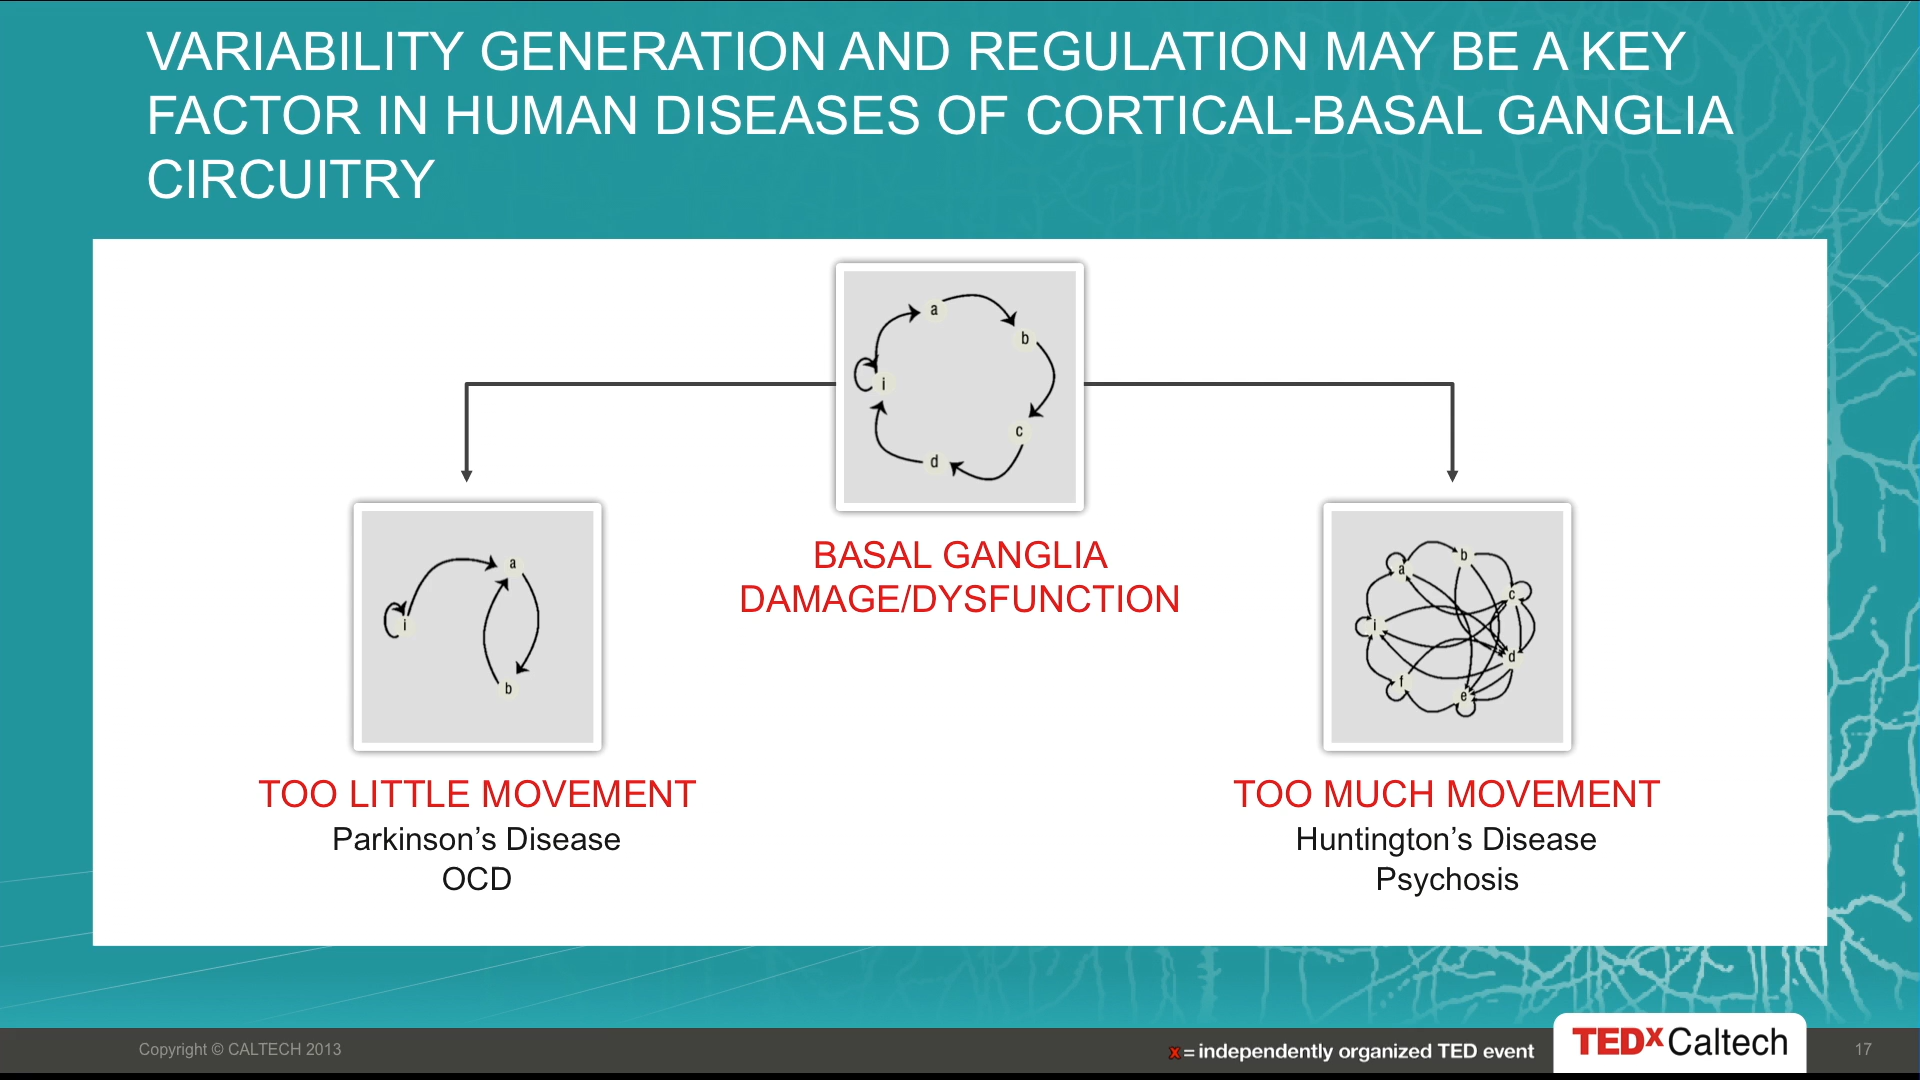 VARIABILITY GENERATION AND REGULATION MAY BE A KEY
FACTOR IN HUMAN DISEASES OF CORTICAL-BASAL GANGLIA
CIRCUITRY
a
b
i
c
d
BASAL GANGLIA
DAMAGE/DYSFUNCTION
a
i
b
TOO LITTLE MOVEMENT
Parkinson’s Disease
OCD
b
a
c
i
d
f
e
TOO MUCH MOVEMENT
Huntington’s Disease
Psychosis
Copyright © CALTECH 2013
x = independently organized TED event
TEDx Caltech
17